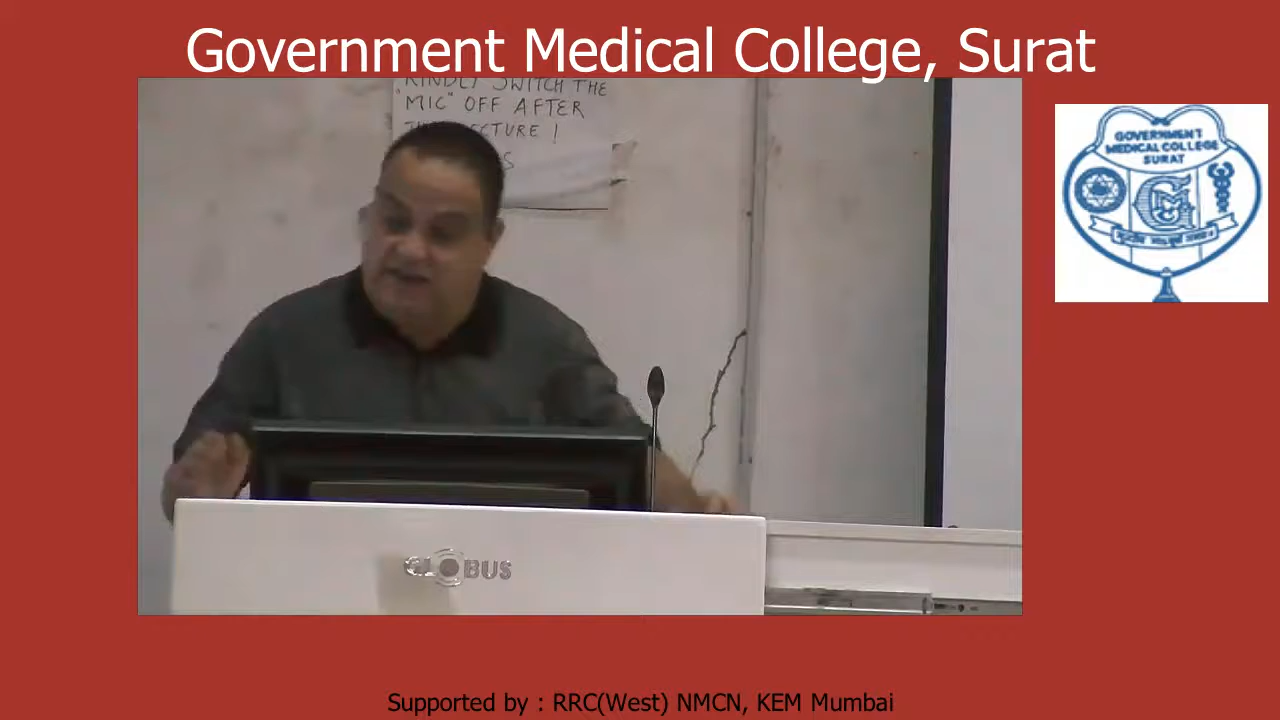 Government Medical College, Surat
KINDLY SWITCH THE
"MIC" OFF AFTER
LECTURE !
GOVERNMENT
MEDICAL COLLEGE
SURAT
GLOBUS
Supported by : RRC(West) NMCN, KEM Mumbai